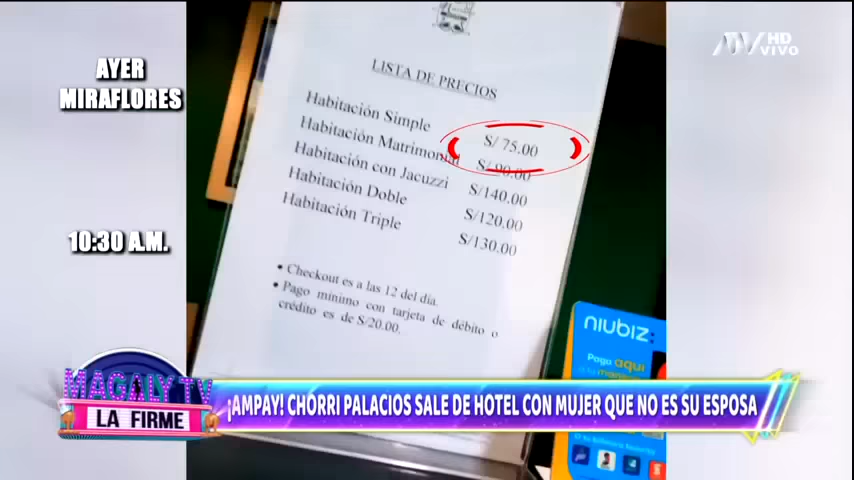 AYER
MIRAFLORES
10:30 A.M.
ATV HD
VIVO
LISTA DE PRECIOS
Habitación Simple S/ 75.00
Habitación Matrimonial S/ 90.00
Habitación con Jacuzzi S/140.00
Habitación Doble S/120.00
Habitación Triple S/130.00
• Checkout es a las 12 del día.
• Pago mínimo con tarjeta de débito o
crédito es de S/20.00.
niubiz:
Paga aquí
MAGALY TV
LA FIRME
¡AMPAY! CHORRI PALACIOS SALE DE HOTEL CON MUJER QUE NO ES SU ESPOSA